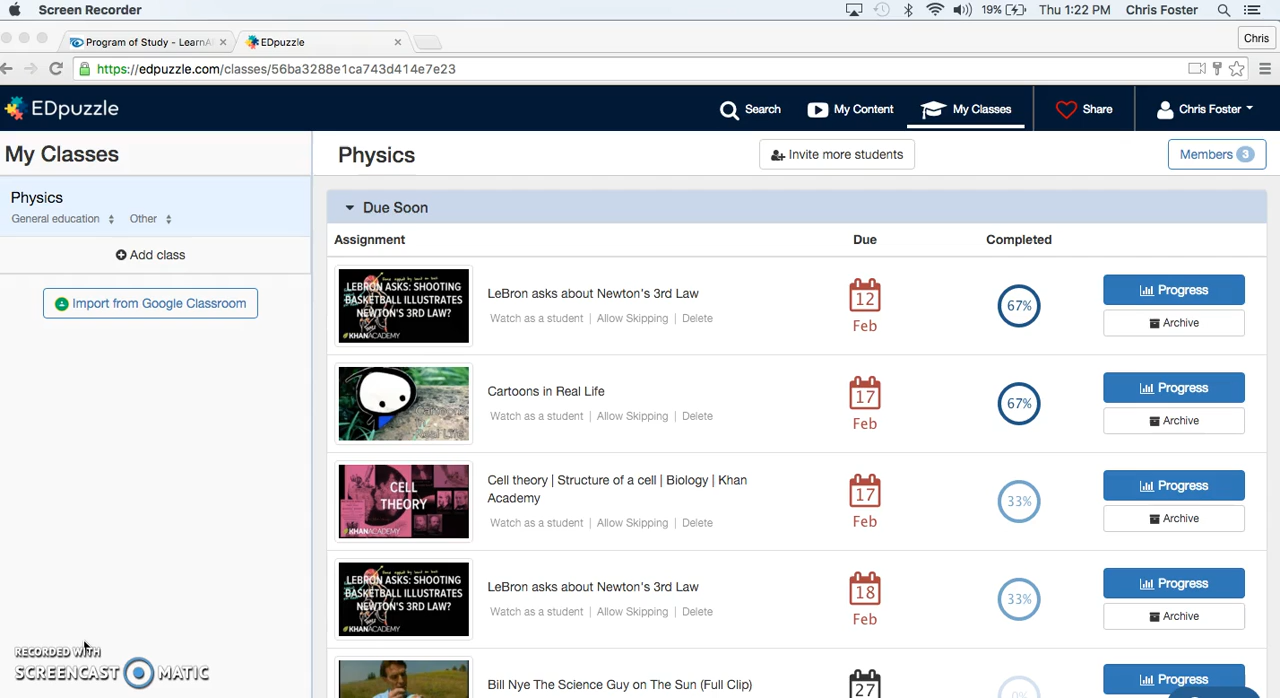 Screen Recorder
19%
Thu 1:22 PM
Chris Foster
Program of Study - LearnA
EDpuzzle
Chris
https://edpuzzle.com/classes/56ba3288e1ca743d414e7e23
EDpuzzle
Search
My Content
My Classes
Share
Chris Foster
My Classes
Physics
Invite more students
Members 3
Physics
General education
Other
Add class
Import from Google Classroom
Due Soon
Assignment
Due
Completed
LEBRON ASKS: SHOOTING
BASKETBALL ILLUSTRATES
NEWTON'S 3RD LAW?
KHANACADEMY
LeBron asks about Newton's 3rd Law
Watch as a student | Allow Skipping | Delete
12
Feb
67%
Progress
Archive
Cartoons
in Real Life
Cartoons in Real Life
Watch as a student | Allow Skipping | Delete
17
Feb
67%
Progress
Archive
CELL
THEORY
KHANACADEMY
Cell theory | Structure of a cell | Biology | Khan
Academy
Watch as a student | Allow Skipping | Delete
17
Feb
33%
Progress
Archive
LEBRON ASKS: SHOOTING
BASKETBALL ILLUSTRATES
NEWTON'S 3RD LAW?
KHANACADEMY
LeBron asks about Newton's 3rd Law
Watch as a student | Allow Skipping | Delete
18
Feb
33%
Progress
Archive
Bill Nye The Science Guy on The Sun (Full Clip)
27
0%
Progress
RECORDED WITH
SCREENCAST MATIC